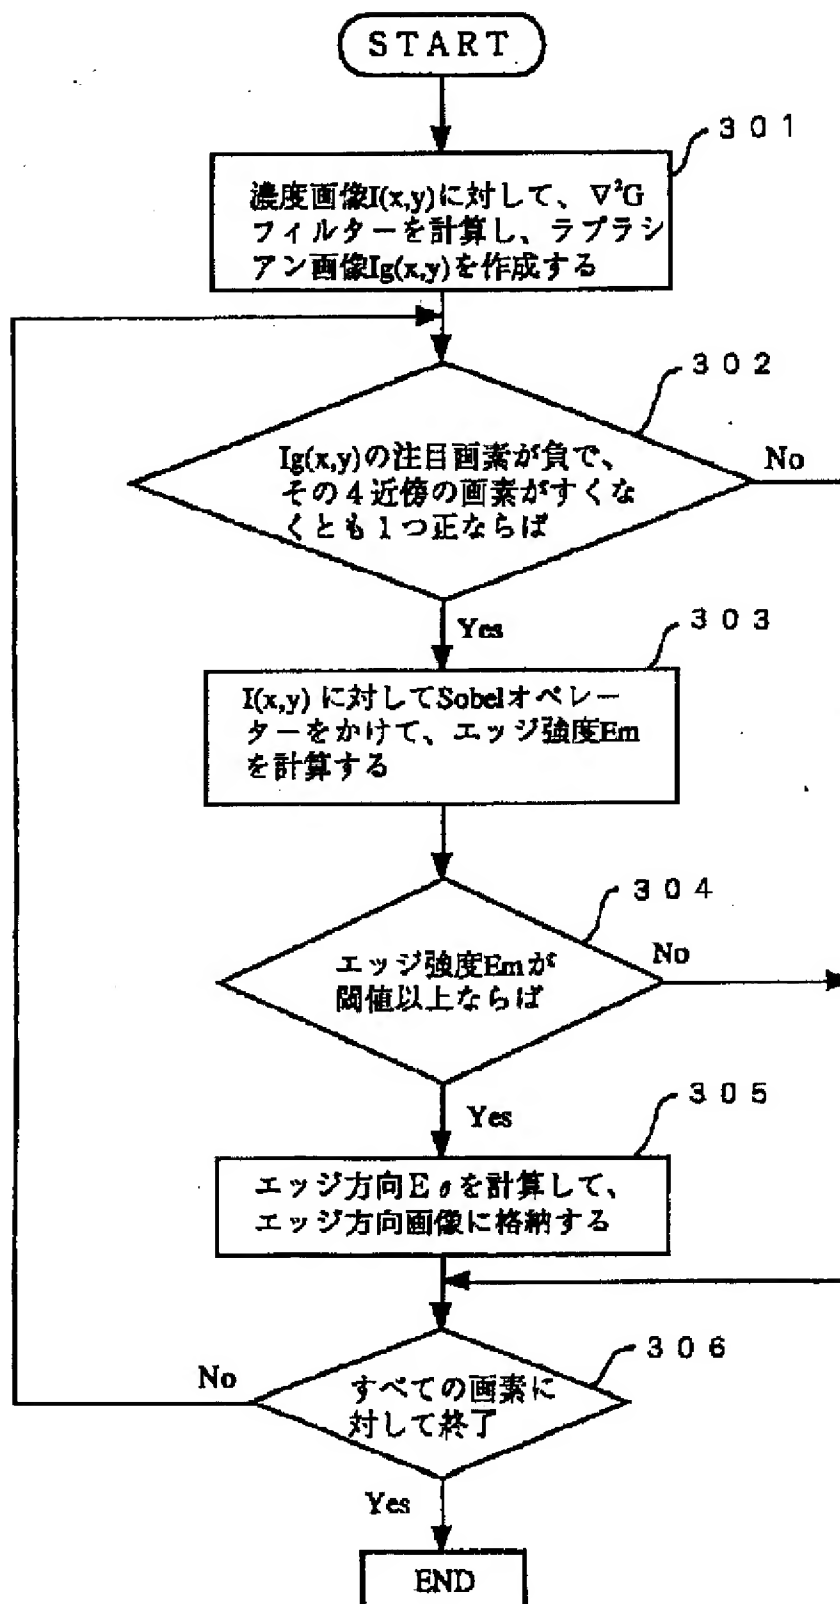 START
301
濃度画像I(x,y)に対して、∇²G
フィルターを計算し、ラプラシ
アン画像Ig(x,y)を作成する
302
Ig(x,y)の注目画素が負で、
その４近傍の画素がすくな
くとも１つ正ならば
No
Yes
303
I(x,y) に対してSobelオペレー
ターをかけて、エッジ強度Em
を計算する
304
エッジ強度Emが
閾値以上ならば
No
Yes
305
エッジ方向Eθを計算して、
エッジ方向画像に格納する
306
すべての画素に
対して終了
No
Yes
END